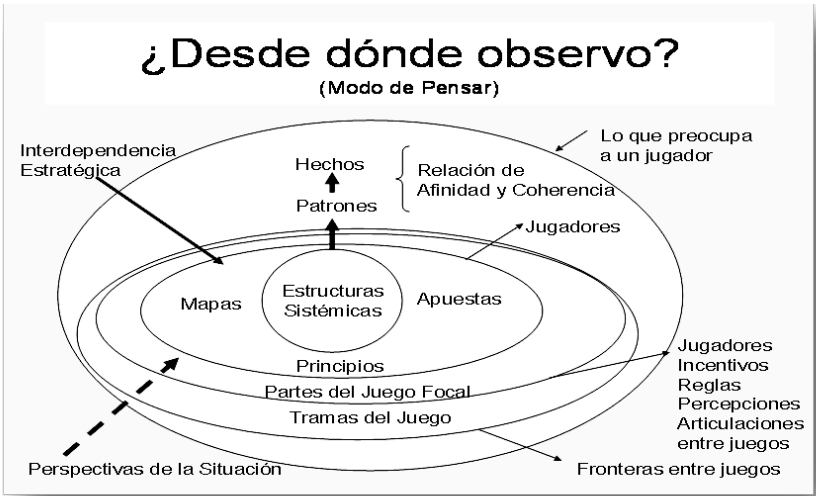 ¿Desde dónde observo?
(Modo de Pensar)
Lo que preocupa
a un jugador
Interdependencia
Estratégica
Hechos
Patrones
Relación de
Afinidad y Coherencia
Jugadores
Mapas
Estructuras
Sistémicas
Apuestas
Principios
Partes del Juego Focal
Tramas del Juego
Jugadores
Incentivos
Reglas
Percepciones
Articulaciones
entre juegos
Perspectivas de la Situación
Fronteras entre juegos